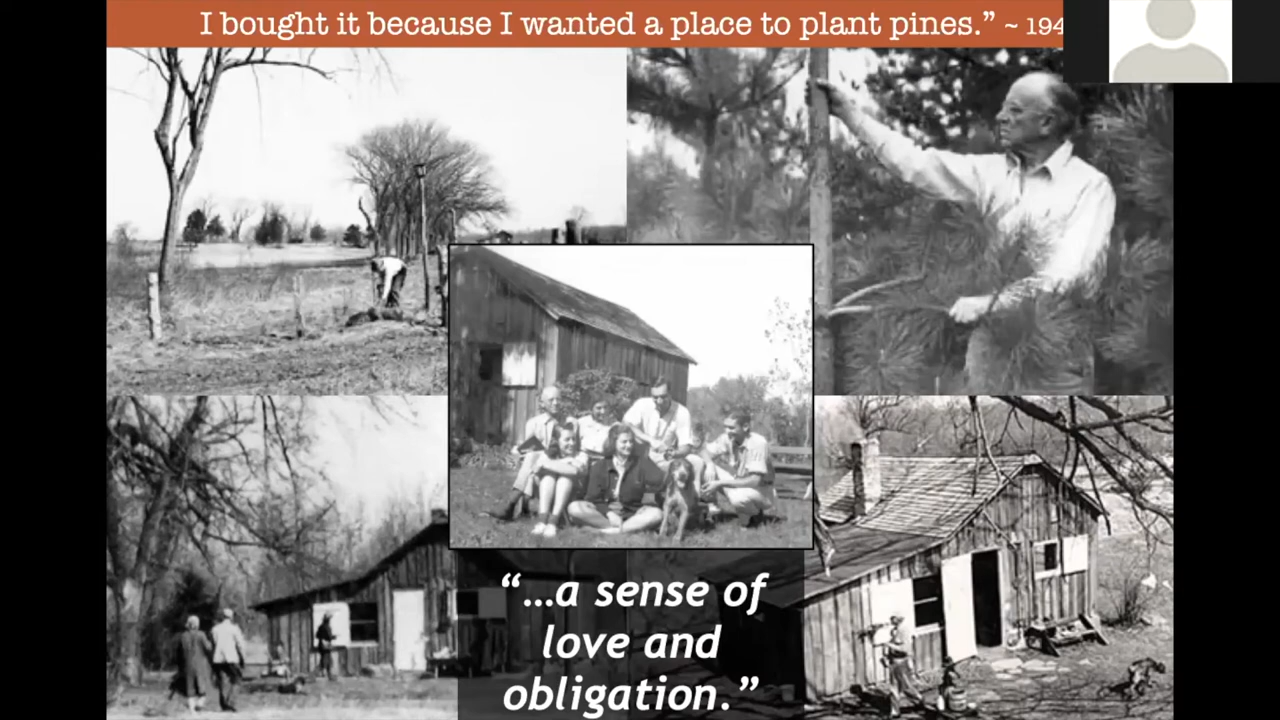 I bought it because I wanted a place to plant pines.” ~ 194
“...a sense of
love and
obligation.”